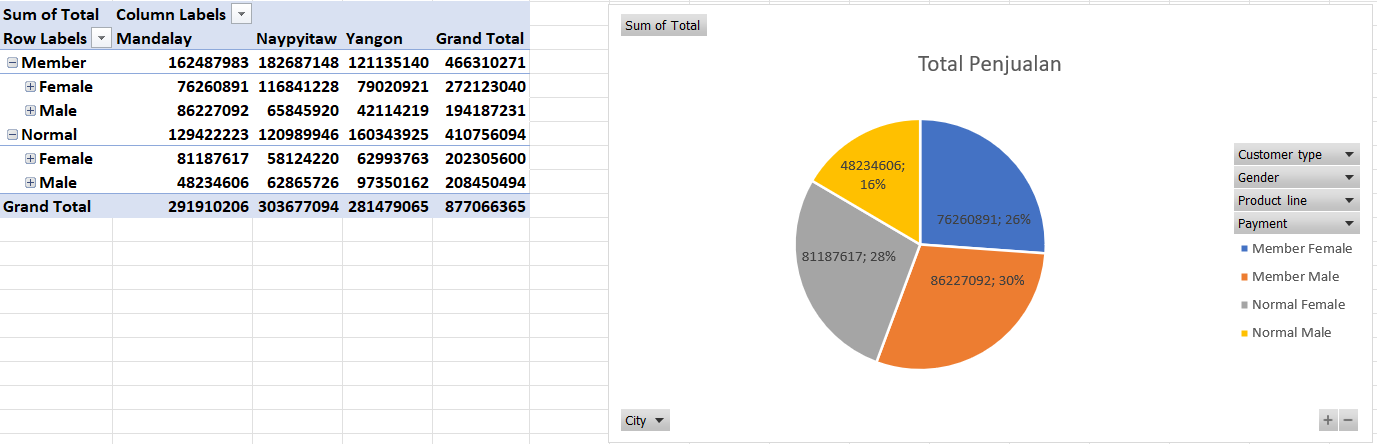 Sum of Total Column Labels
Row Labels Mandalay Naypyitaw Yangon Grand Total
Member 162487983 182687148 121135140 466310271
Female 76260891 116841228 79020921 272123040
Male 86227092 65845920 42114219 194187231
Normal 129422223 120989946 160343925 410756094
Female 81187617 58124220 62993763 202305600
Male 48234606 62865726 97350162 208450494
Grand Total 291910206 303677094 281479065 877066365
Sum of Total
Total Penjualan
48234606;
16%
76260891; 26%
81187617; 28%
86227092; 30%
Customer type
Gender
Product line
Payment
Member Female
Member Male
Normal Female
Normal Male
City